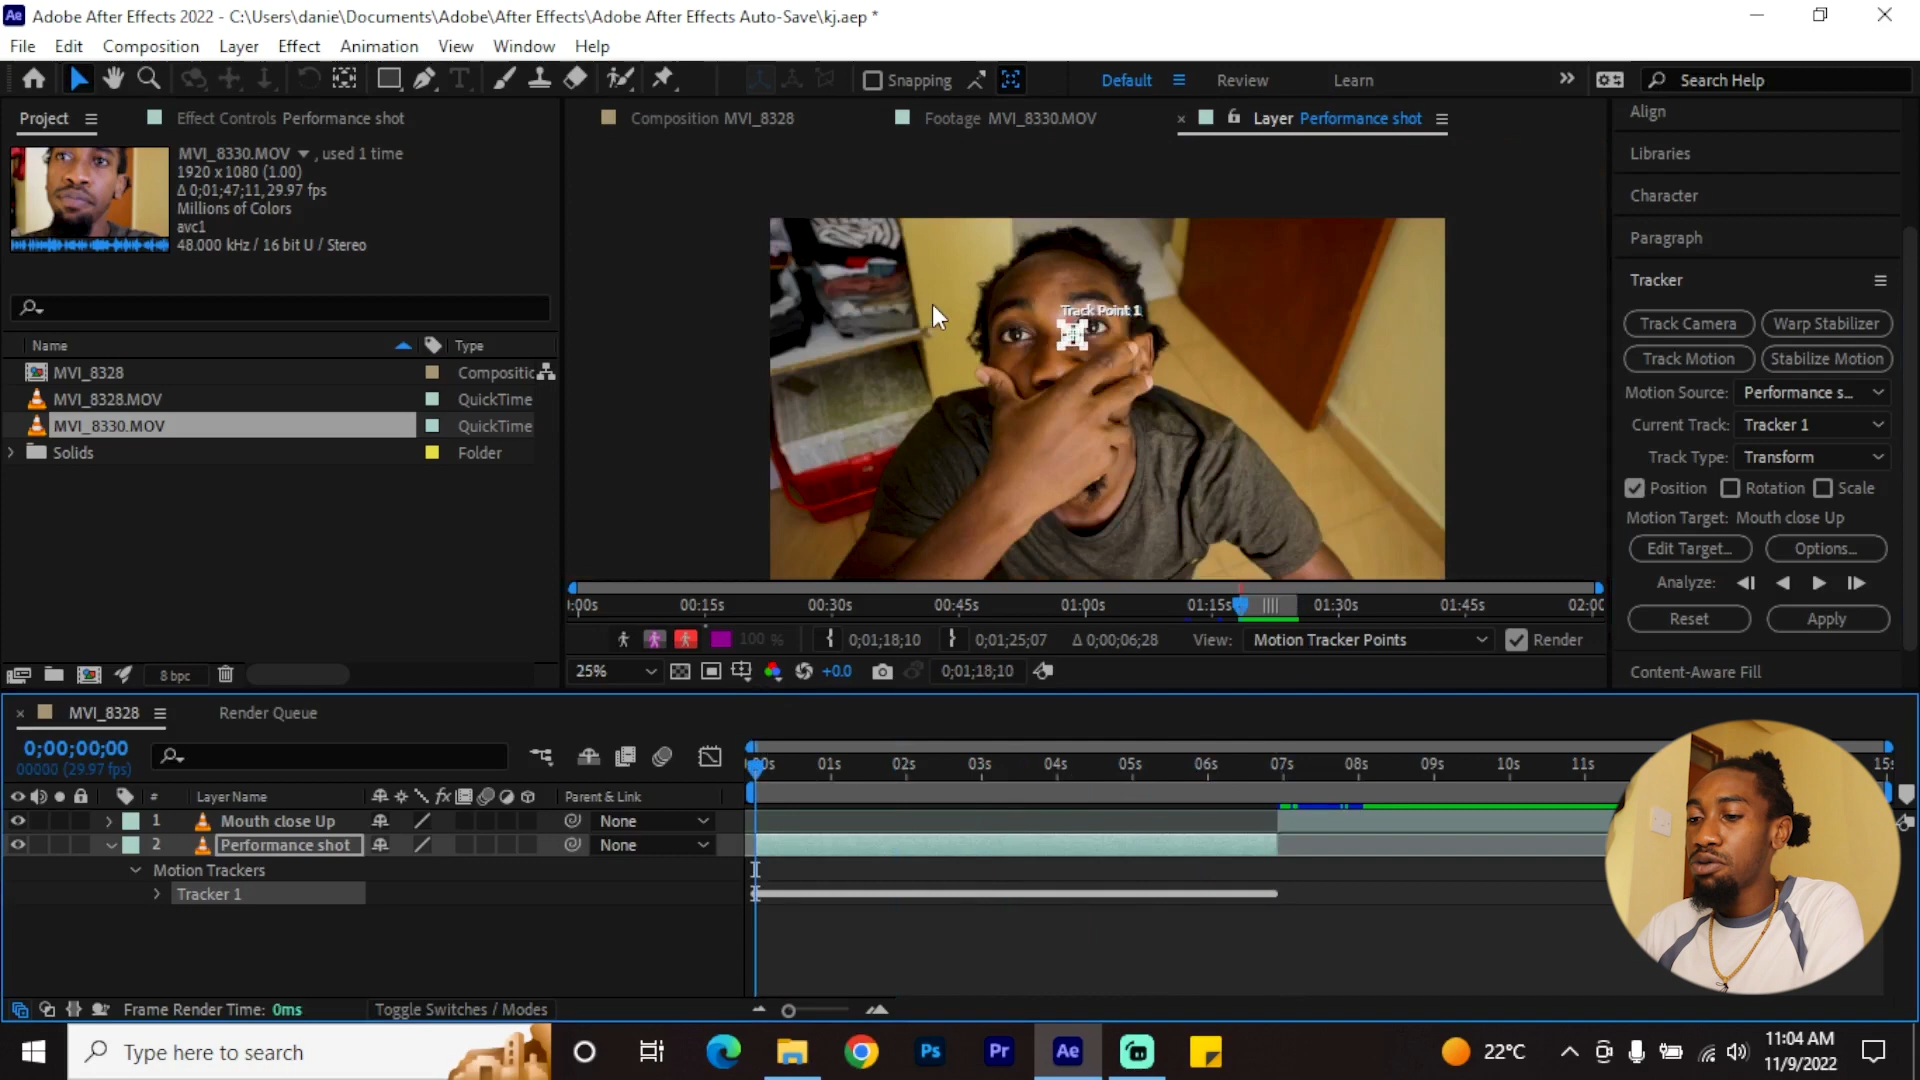 Adobe After Effects 2022 - C:\Users\danie\Documents\Adobe\After Effects\Adobe After Effects Auto-Save\kj.aep *
File Edit Composition Layer Effect Animation View Window Help
Snapping Default Review Learn Search Help
Project Effect Controls Performance shot
MVI_8330.MOV , used 1 time
1920 x 1080 (1.00)
Δ 0;01;47;11, 29.97 fps
Millions of Colors
avc1
48.000 kHz / 16 bit U / Stereo
Name Type
MVI_8328 Compositic
MVI_8328.MOV QuickTime
MVI_8330.MOV QuickTime
Solids Folder
8 bpc
Composition MVI_8328 Footage MVI_8330.MOV Layer Performance shot
Track Point 1
:00s 00:15s 00:30s 00:45s 01:00s 01:15s 01:30s 01:45s 02:00
100 % 0;01;18;10 0;01;25;07 Δ 0;00;06;28 View: Motion Tracker Points Render
25% +0.0 0;01;18;10
Align
Libraries
Character
Paragraph
Tracker
Track Camera Warp Stabilizer
Track Motion Stabilize Motion
Motion Source: Performance s...
Current Track: Tracker 1
Track Type: Transform
Position Rotation Scale
Motion Target: Mouth close Up
Edit Target... Options...
Analyze:
Reset Apply
Content-Aware Fill
MVI_8328 Render Queue
0;00;00;00
00000 (29.97 fps)
00s 01s 02s 03s 04s 05s 06s 07s 08s 09s 10s 11s 15s
# Layer Name fx Parent & Link
1 Mouth close Up None
2 Performance shot None
Motion Trackers
Tracker 1
Frame Render Time: 0ms Toggle Switches / Modes
Type here to search
Ps Pr Ae
22°C
11:04 AM
11/9/2022